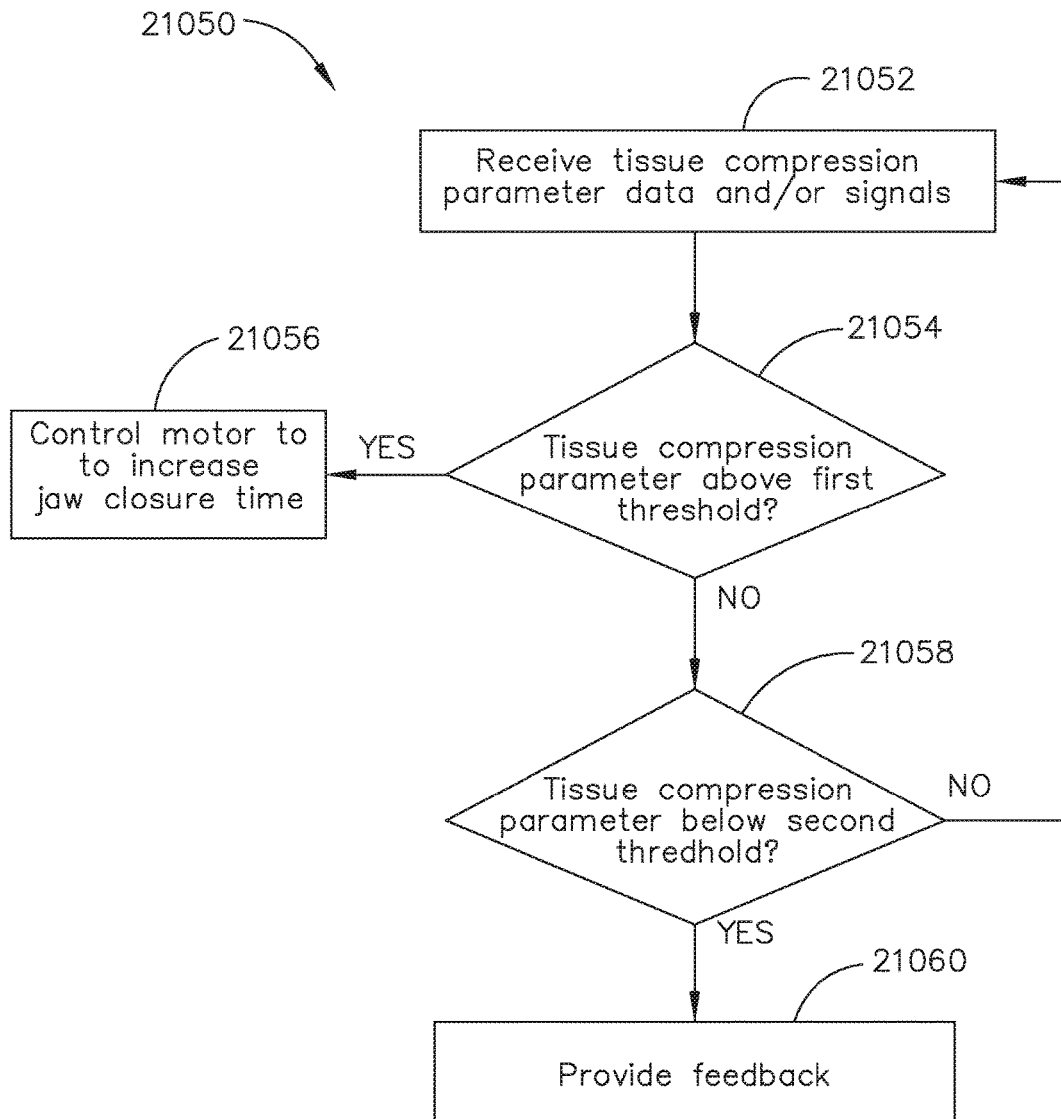 21050
21052
Receive tissue compression
parameter data and/or signals
21054
21056
Control motor to
to increase
jaw closure time
YES
Tissue compression
parameter above first
threshold?
NO
21058
Tissue compression
parameter below second
thredhold?
NO
YES
21060
Provide feedback